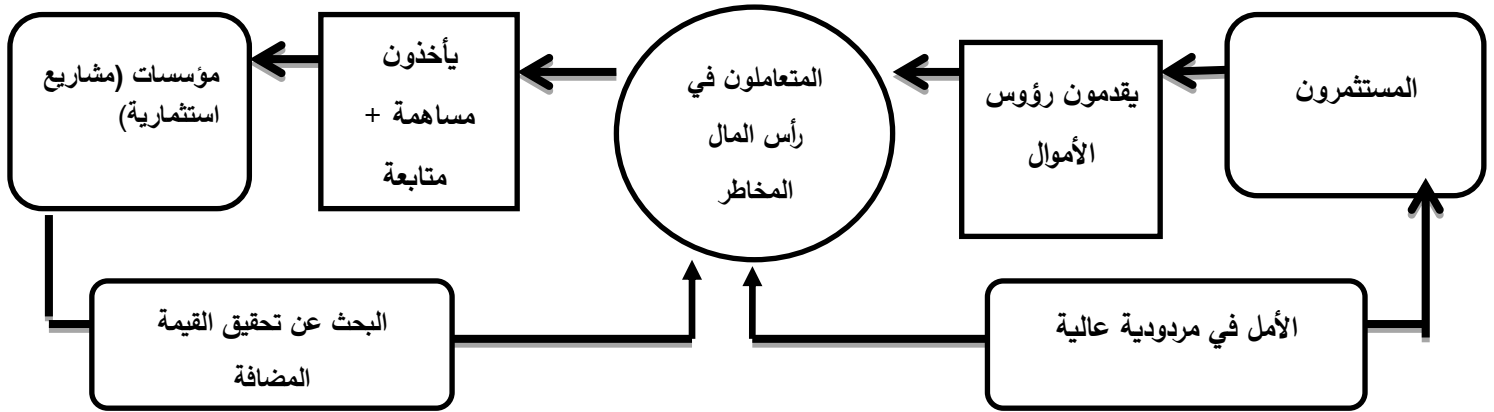 المستثمرون
يقدمون رؤوس
الأموال
المتعاملون في
رأس المال
المخاطر
يأخذون
مساهمة +
متابعة
مؤسسات (مشاريع
استثمارية)
الأمل في مردودية عالية
البحث عن تحقيق القيمة
المضافة